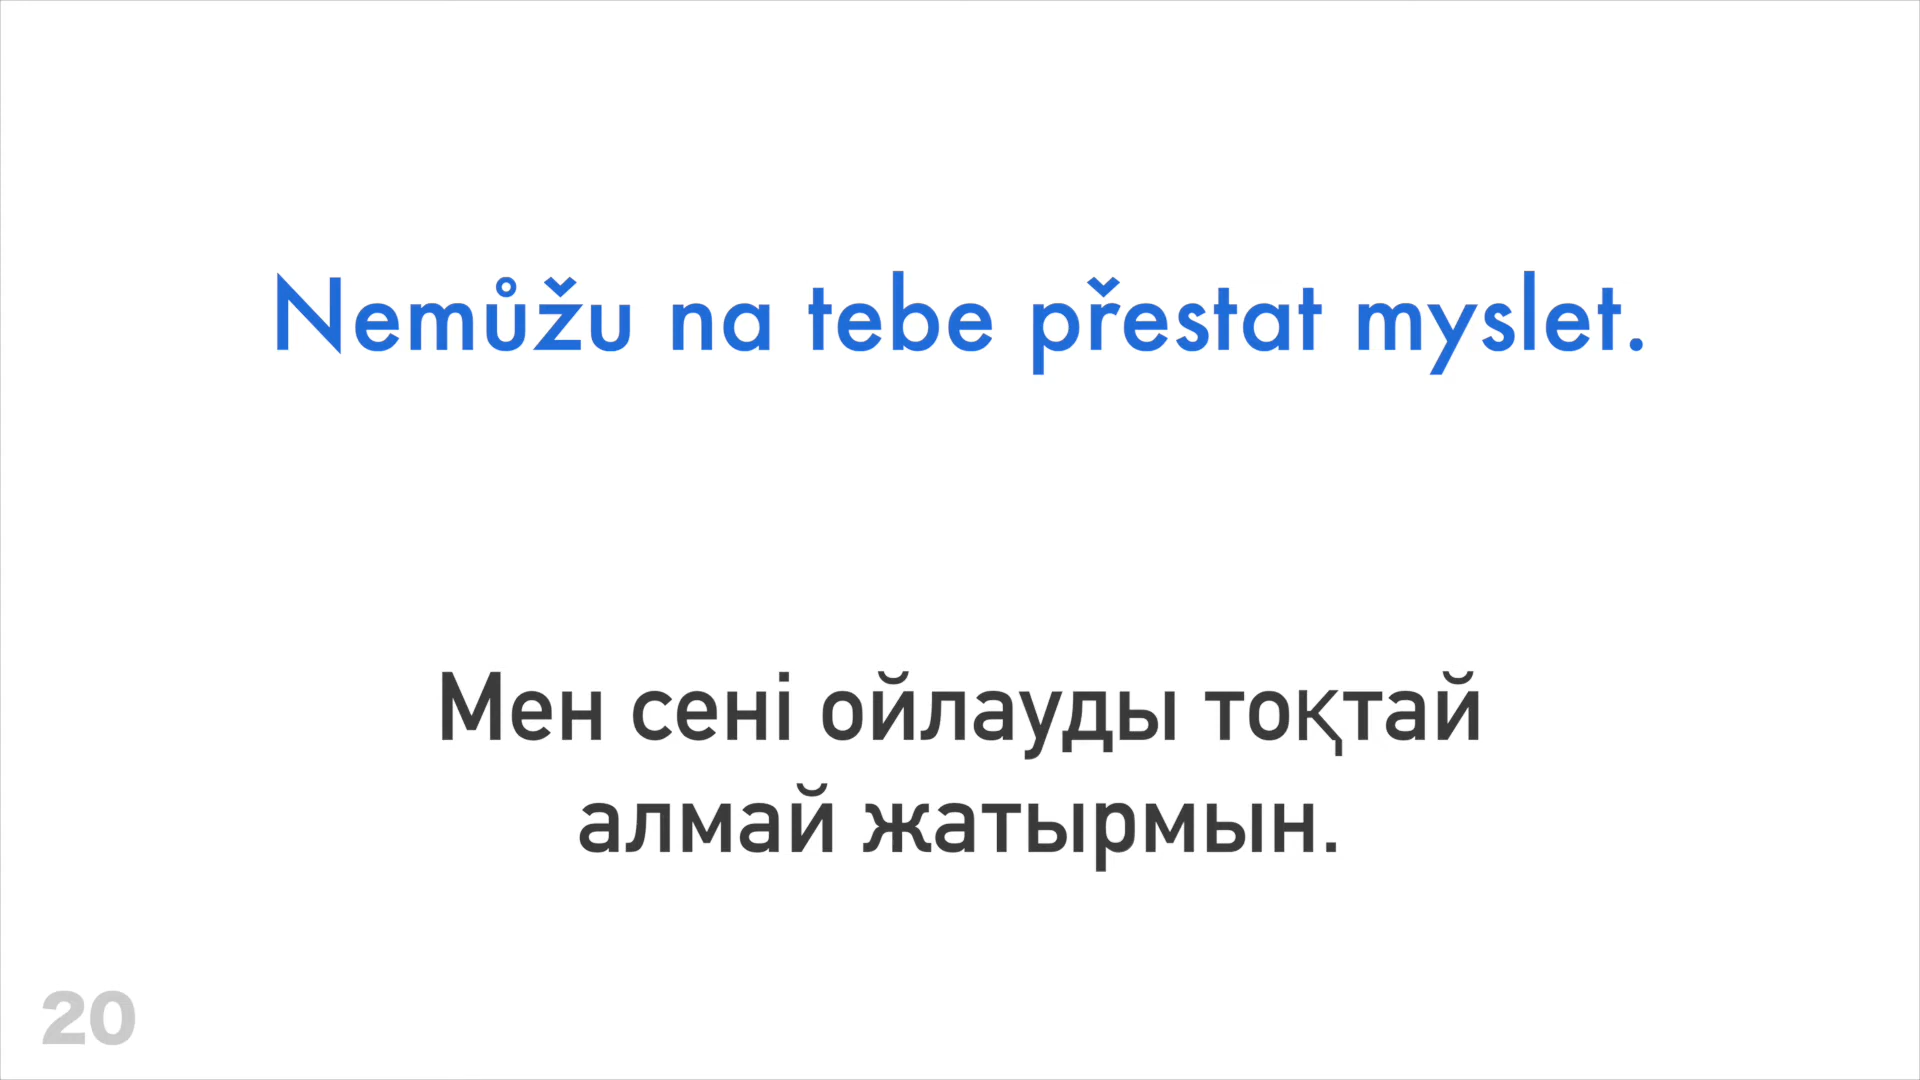 Nemůžu na tebe přestat myslet.
Мен сені ойлауды тоқтай
алмай жатырмын.
20